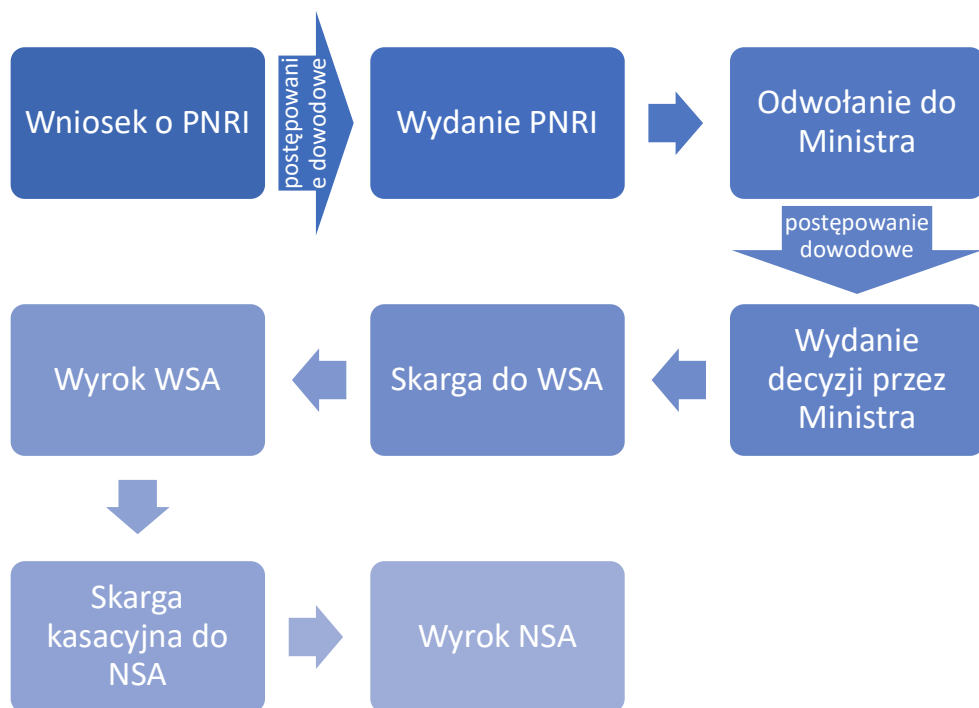 Wniosek o PNRI
postępowani
e dowodowe
Wydanie PNRI
Odwołanie do
Ministra
postępowanie
dowodowe
Wydanie
decyzji przez
Ministra
Skarga do WSA
Wyrok WSA
Skarga
kasacyjna do
NSA
Wyrok NSA